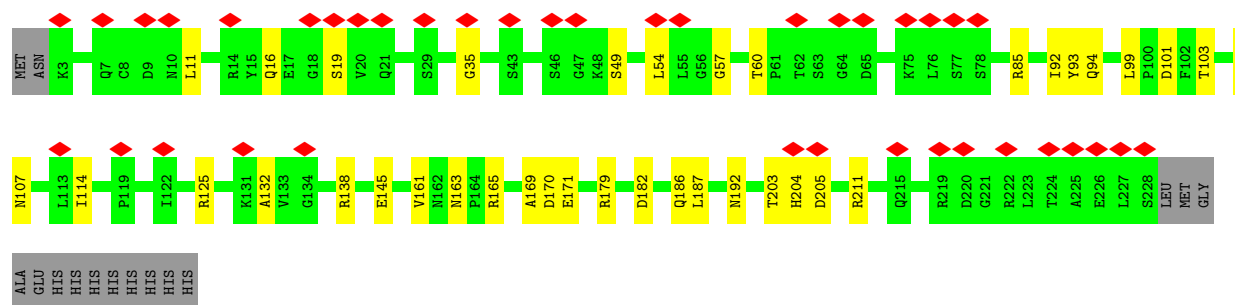 MET ASN K3 Q7 C8 D9 N10 L11 R14 Y15 Q16 E17 G18 S19 V20 Q21 S29 G35 S43 S46 G47 K48 S49 L54 L55 G56 G57 T60 P61 T62 S63 G64 D65 K75 L76 S77 S78 R85 I92 Y93 Q94 L99 P100 D101 F102 T103
N107 L113 I114 P119 I122 R125 K131 A132 V133 G134 R138 E145 V161 N162 N163 P164 R165 A169 D170 E171 R179 D182 Q186 L187 N192 T203 H204 D205 R211 Q215 R219 D220 G221 R222 L223 T224 A225 E226 L227 S228 LEU MET GLY
ALA GLU HIS HIS HIS HIS HIS HIS HIS HIS